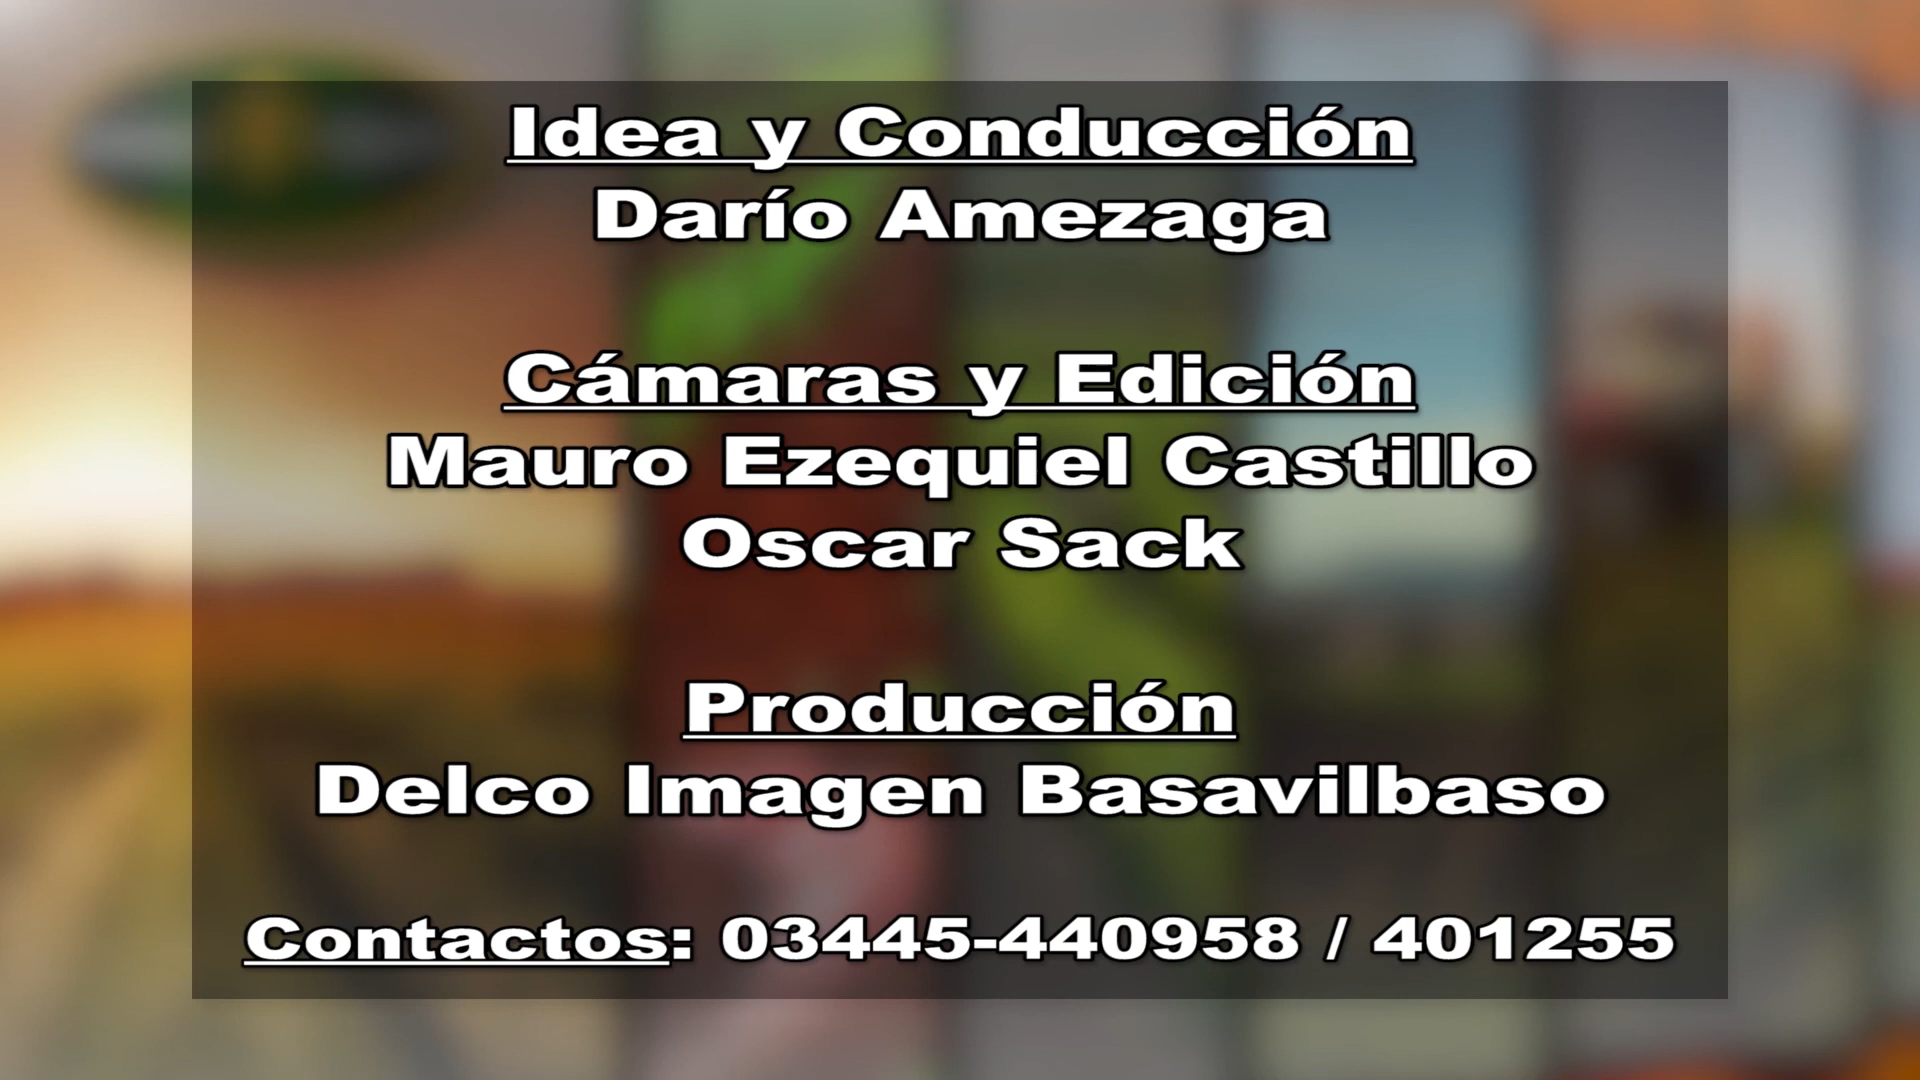 Idea y Conducción
Darío Amezaga
Cámaras y Edición
Mauro Ezequiel Castillo
Oscar Sack
Producción
Delco Imagen Basavilbaso
Contactos: 03445-440958 / 401255